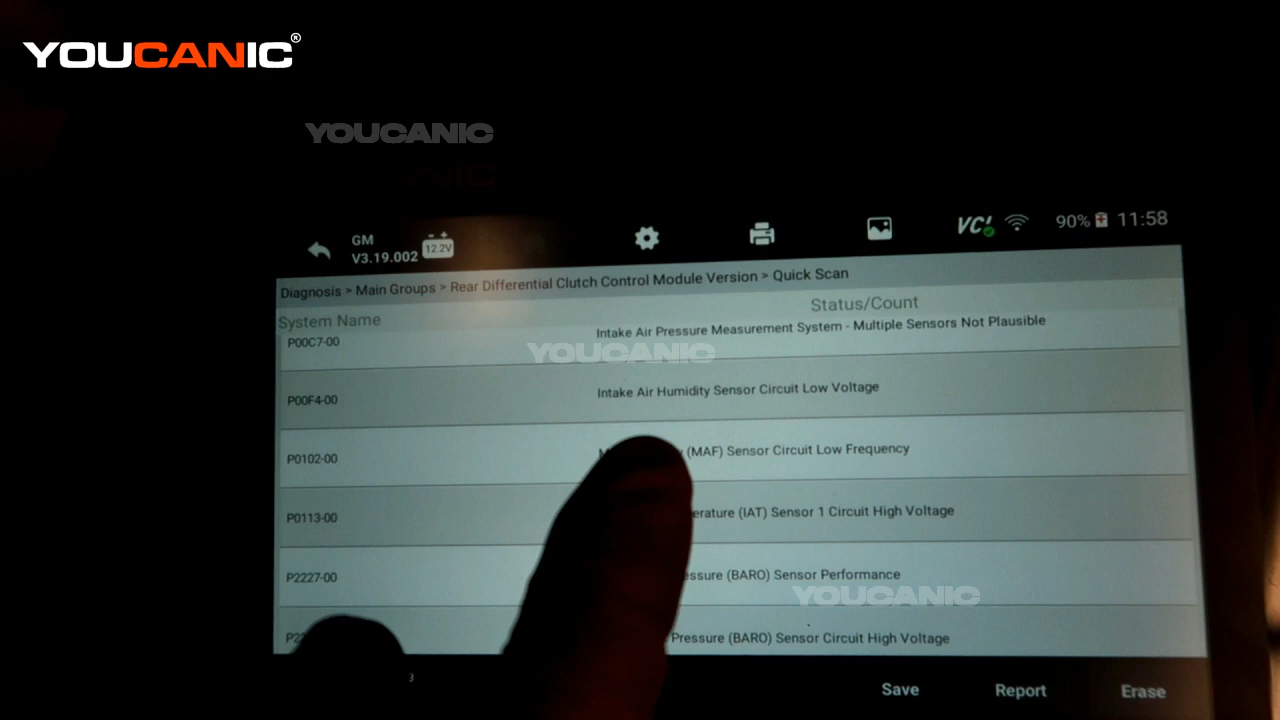 YOUCANIC®
YOUCANIC
GM
V3.19.002
12.2V
VCI
90%
11:58
Diagnosis > Main Groups > Rear Differential Clutch Control Module Version > Quick Scan
System Name
Status/Count
P00C7-00
Intake Air Pressure Measurement System - Multiple Sensors Not Plausible
YOUCANIC
P00F4-00
Intake Air Humidity Sensor Circuit Low Voltage
P0102-00
(MAF) Sensor Circuit Low Frequency
P0113-00
erature (IAT) Sensor 1 Circuit High Voltage
P2227-00
essure (BARO) Sensor Performance
YOUCANIC
P22
Pressure (BARO) Sensor Circuit High Voltage
Save
Report
Erase